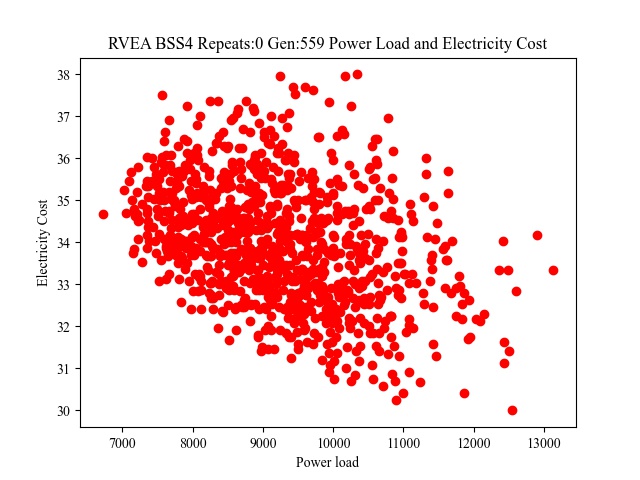 RVEA BSS4 Repeats:0 Gen:559 Power Load and Electricity Cost
38
37
36
35
34
33
32
31
30
Electricity Cost
7000 8000 9000 10000 11000 12000 13000
Power load